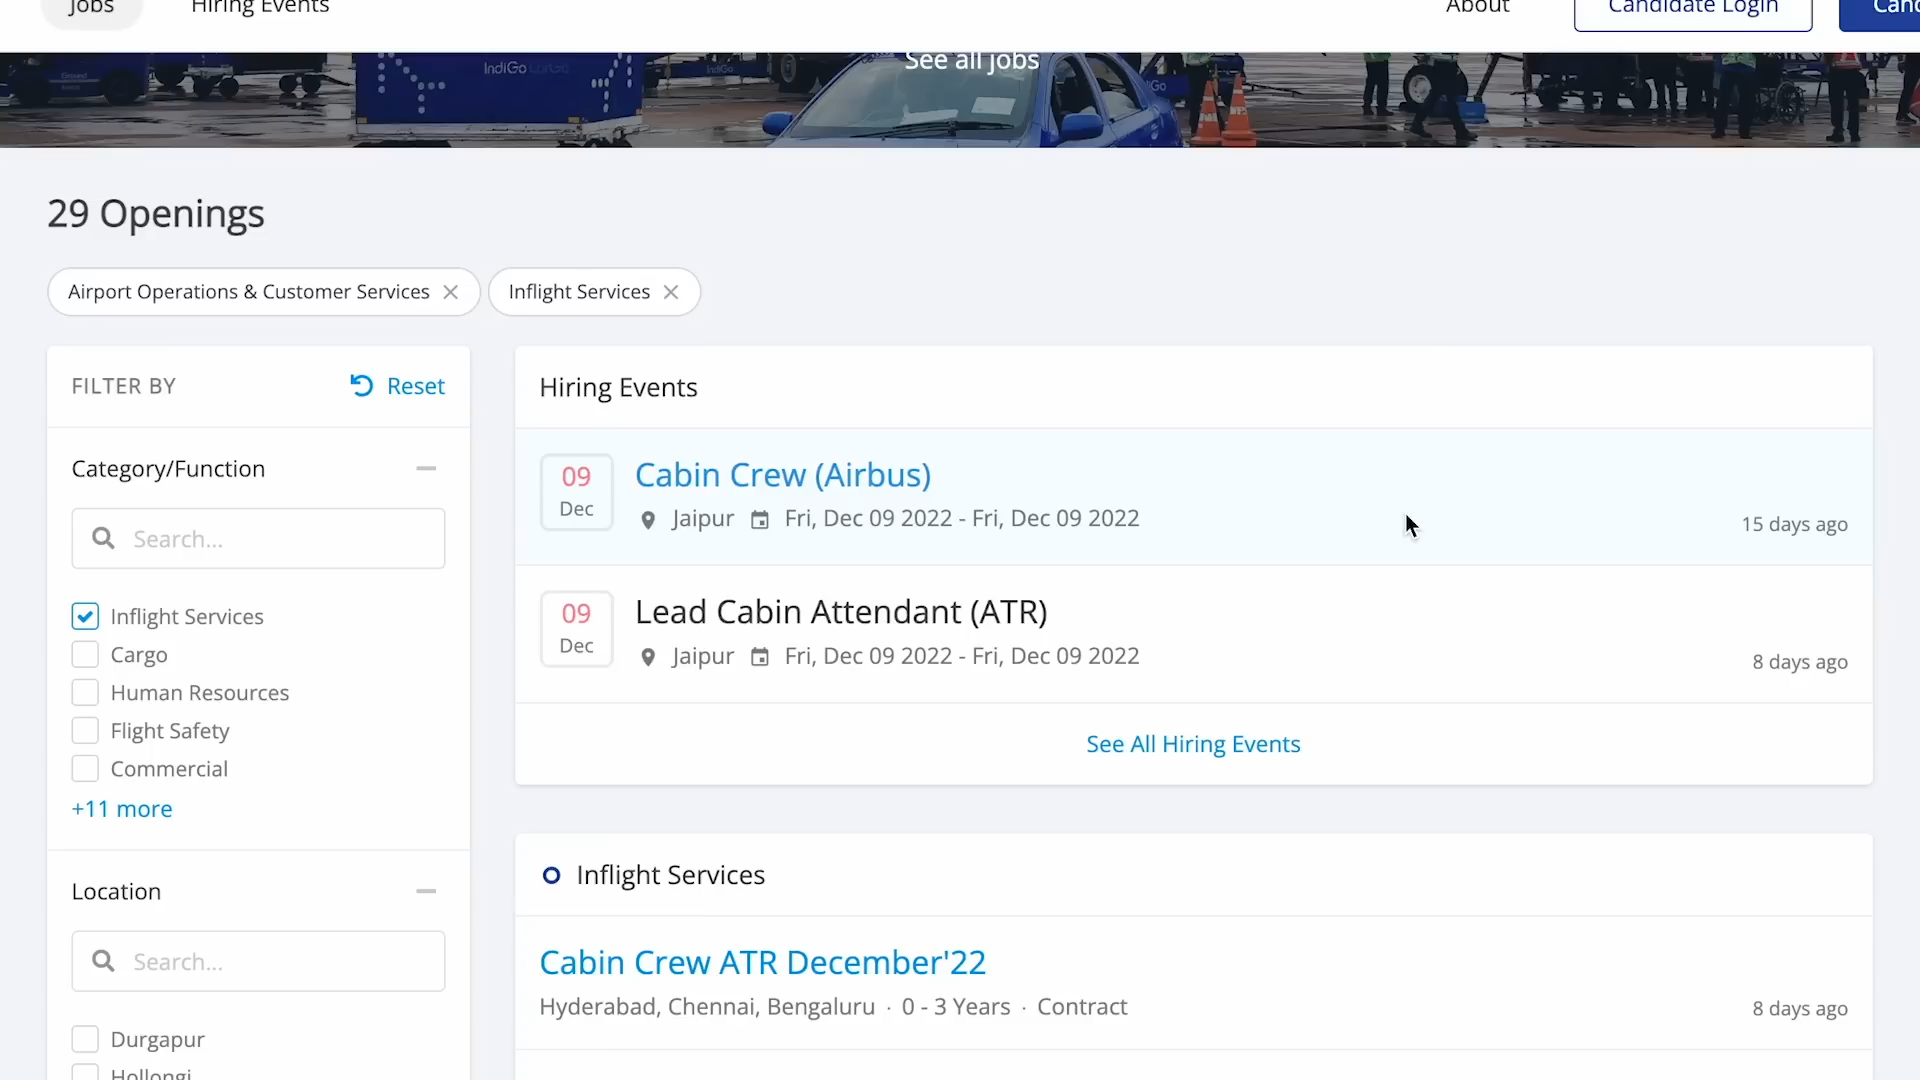 Jobs
Hiring Events
About
Candidate Login
See all jobs
IndiGo CarGo
29 Openings
Airport Operations & Customer Services
Inflight Services
FILTER BY
Reset
Category/Function
Search...
Inflight Services
Cargo
Human Resources
Flight Safety
Commercial
+11 more
Location
Search...
Durgapur
Hollongi
Hiring Events
09
Dec
Cabin Crew (Airbus)
Jaipur Fri, Dec 09 2022 - Fri, Dec 09 2022
15 days ago
09
Dec
Lead Cabin Attendant (ATR)
Jaipur Fri, Dec 09 2022 - Fri, Dec 09 2022
8 days ago
See All Hiring Events
Inflight Services
Cabin Crew ATR December'22
Hyderabad, Chennai, Bengaluru · 0 - 3 Years · Contract
8 days ago